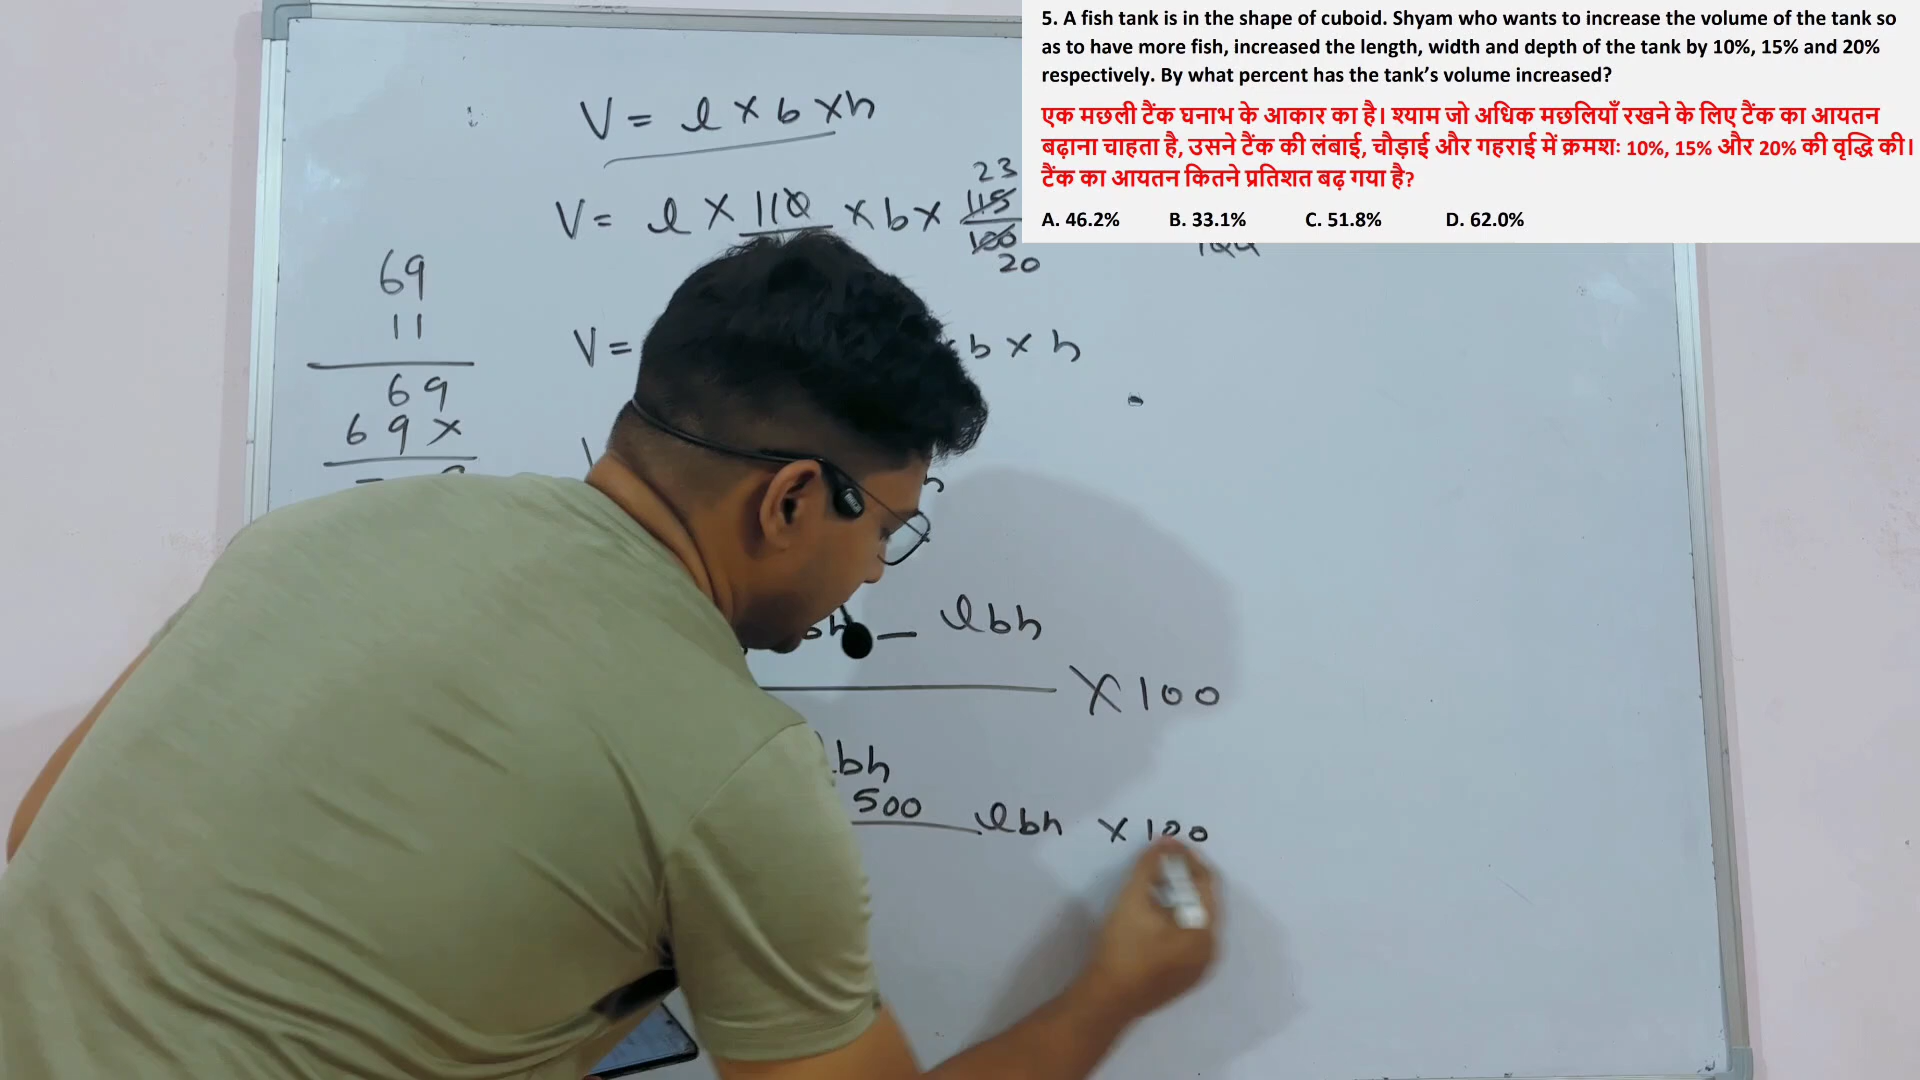 5. A fish tank is in the shape of cuboid. Shyam who wants to increase the volume of the tank so
as to have more fish, increased the length, width and depth of the tank by 10%, 15% and 20%
respectively. By what percent has the tank's volume increased?
एक मछली टैंक घनाभ के आकार का है। श्याम जो अधिक मछलियाँ रखने के लिए टैंक का आयतन
बढ़ाना चाहता है, उसने टैंक की लंबाई, चौड़ाई और गहराई में क्रमशः 10%, 15% और 20% की वृद्धि की।
टैंक का आयतन कितने प्रतिशत बढ़ गया है?
A. 46.2% B. 33.1% C. 51.8% D. 62.0%
V = l × b × h
23
V = l × 110 × b × 115
100
20
69
11
69
69×
V =
b × h
– lbh
× 100
bh
500 lbh × 100